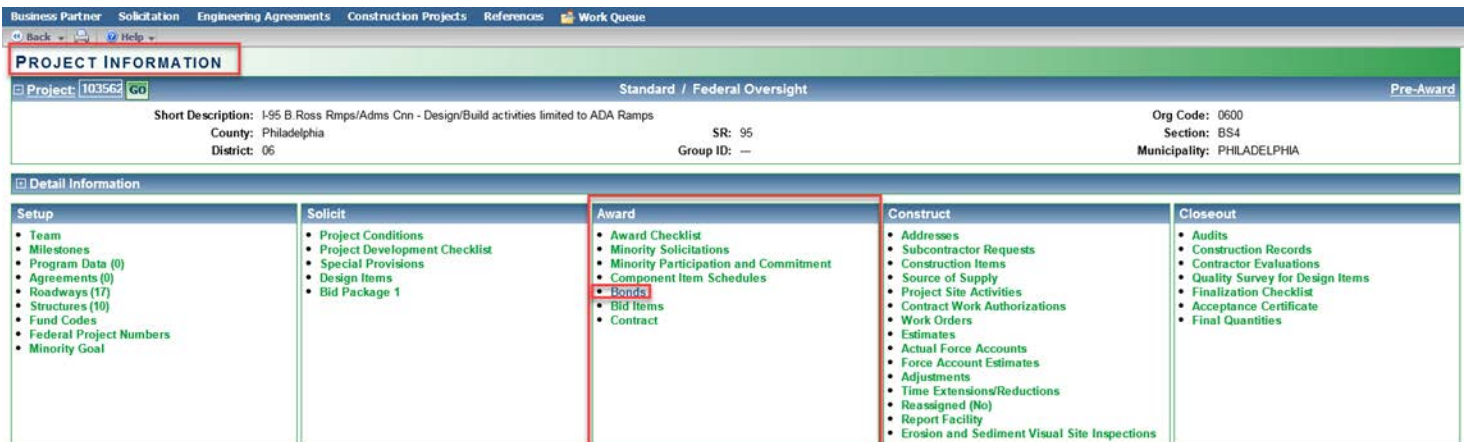 Business Partner Solicitation Engineering Agreements Construction Projects References Work Queue
Back Help
PROJECT INFORMATION
Project: 103562 GO Standard / Federal Oversight Pre-Award
Short Description: I-95 B.Ross Rmps/Adms Cnn - Design/Build activities limited to ADA Ramps Org Code: 0600
County: Philadelphia SR: 95 Section: BS4
District: 06 Group ID: — Municipality: PHILADELPHIA
Detail Information
Setup
• Team
• Milestones
• Program Data (0)
• Agreements (0)
• Roadways (17)
• Structures (10)
• Fund Codes
• Federal Project Numbers
• Minority Goal
Solicit
• Project Conditions
• Project Development Checklist
• Special Provisions
• Design Items
• Bid Package 1
Award
• Award Checklist
• Minority Solicitations
• Minority Participation and Commitment
• Component Item Schedules
• Bonds
• Bid Items
• Contract
Construct
• Addresses
• Subcontractor Requests
• Construction Items
• Source of Supply
• Project Site Activities
• Contract Work Authorizations
• Work Orders
• Estimates
• Actual Force Accounts
• Force Account Estimates
• Adjustments
• Time Extensions/Reductions
• Reassigned (No)
• Report Facility
• Erosion and Sediment Visual Site Inspections
Closeout
• Audits
• Construction Records
• Contractor Evaluations
• Quality Survey for Design Items
• Finalization Checklist
• Acceptance Certificate
• Final Quantities